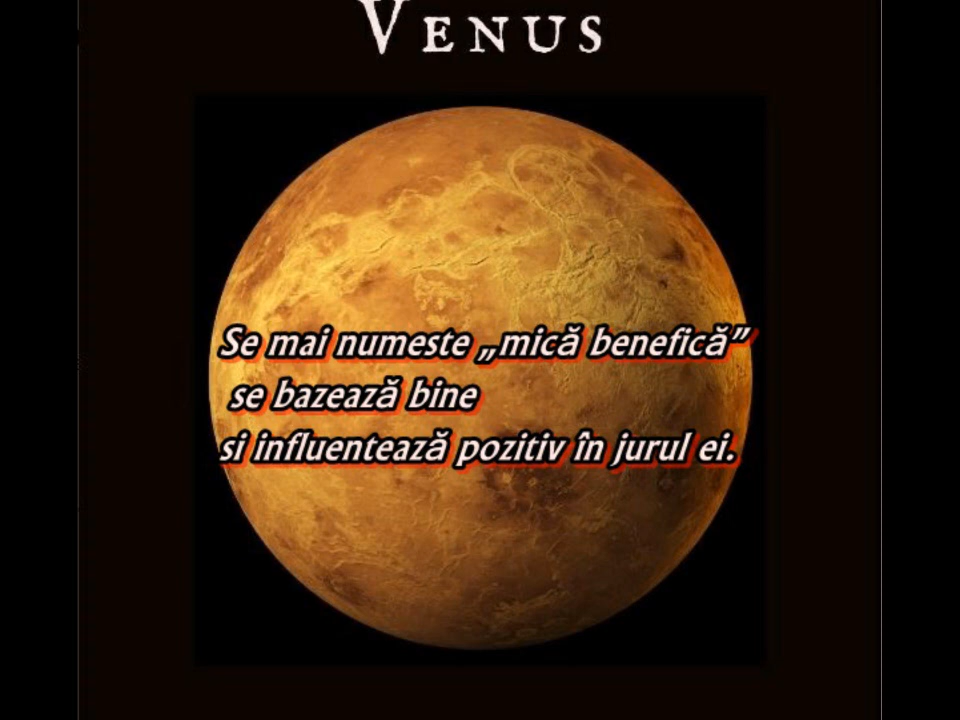 VENUS
Se mai numeste „mică benefică”
se bazează bine
si influentează pozitiv în jurul ei.